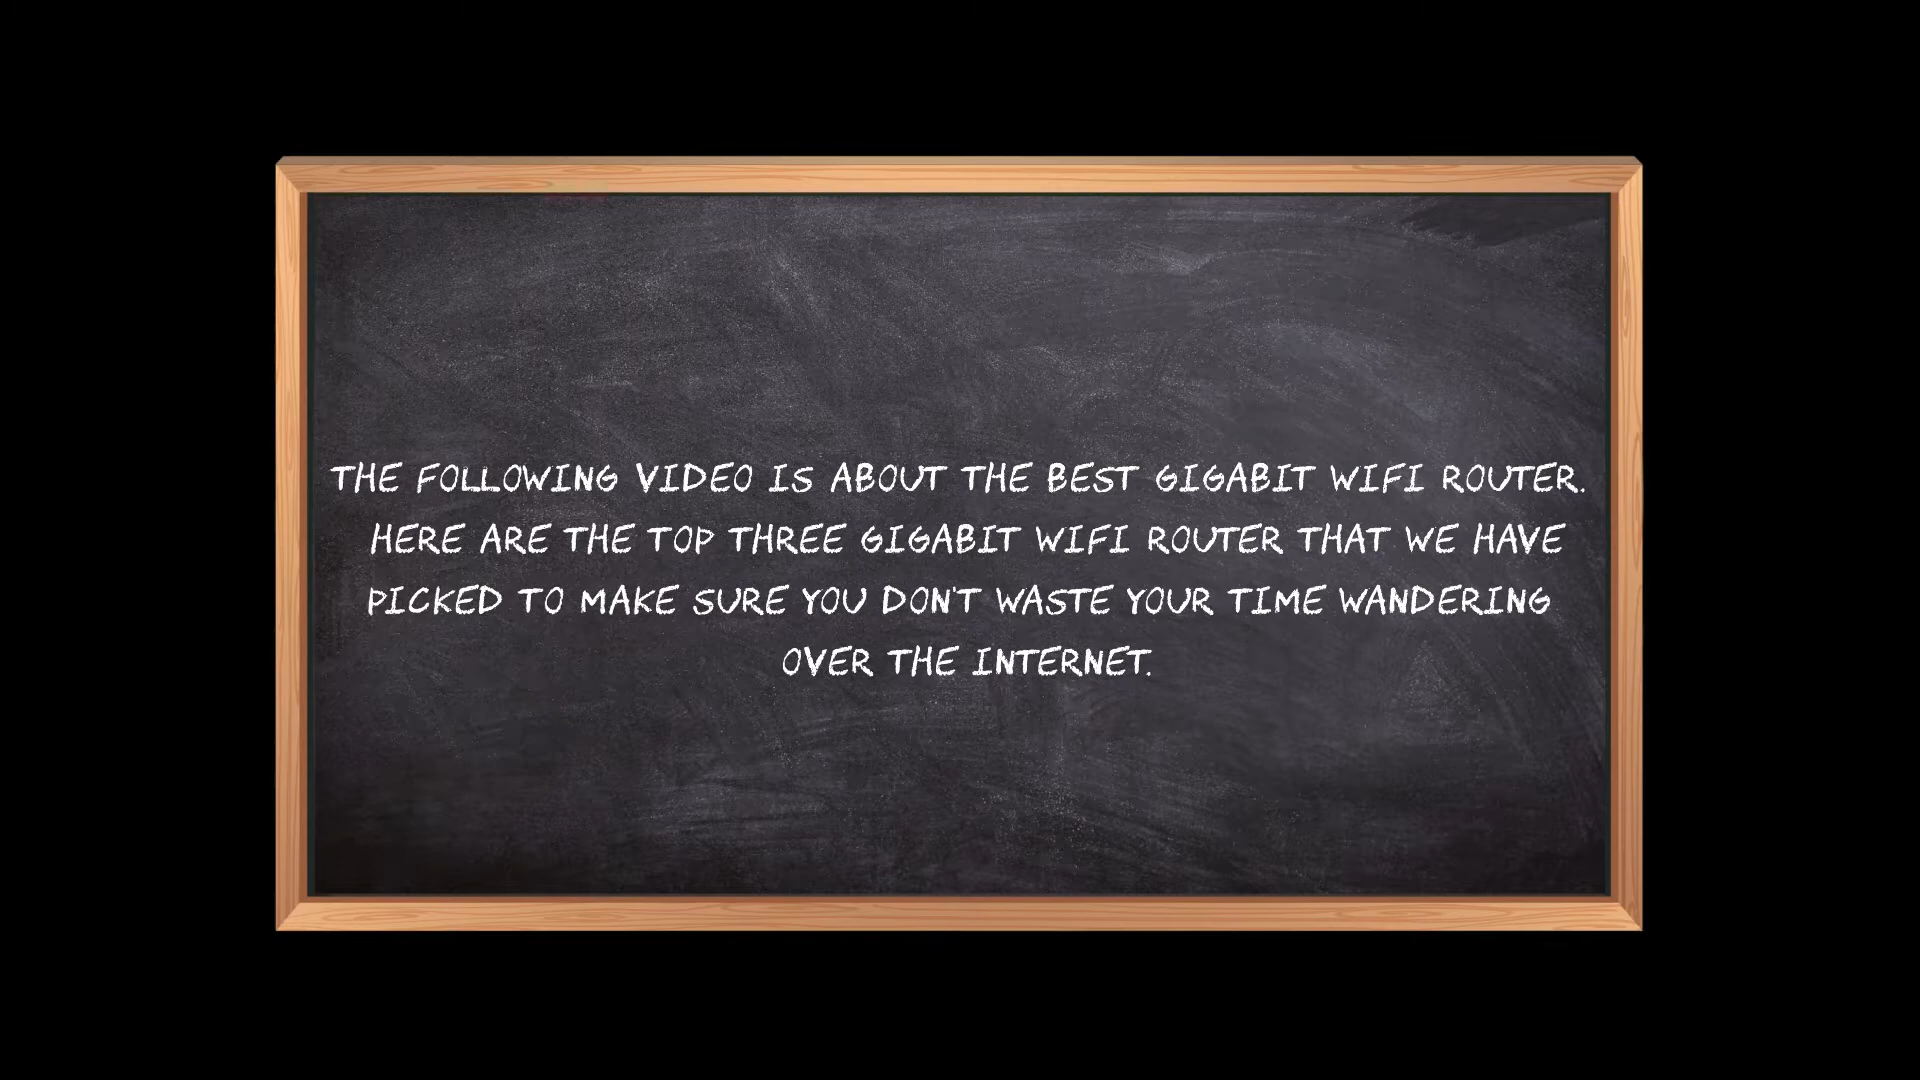 THE FOLLOWING VIDEO IS ABOUT THE BEST GIGABIT WIFI ROUTER.
HERE ARE THE TOP THREE GIGABIT WIFI ROUTER THAT WE HAVE
PICKED TO MAKE SURE YOU DON'T WASTE YOUR TIME WANDERING
OVER THE INTERNET.